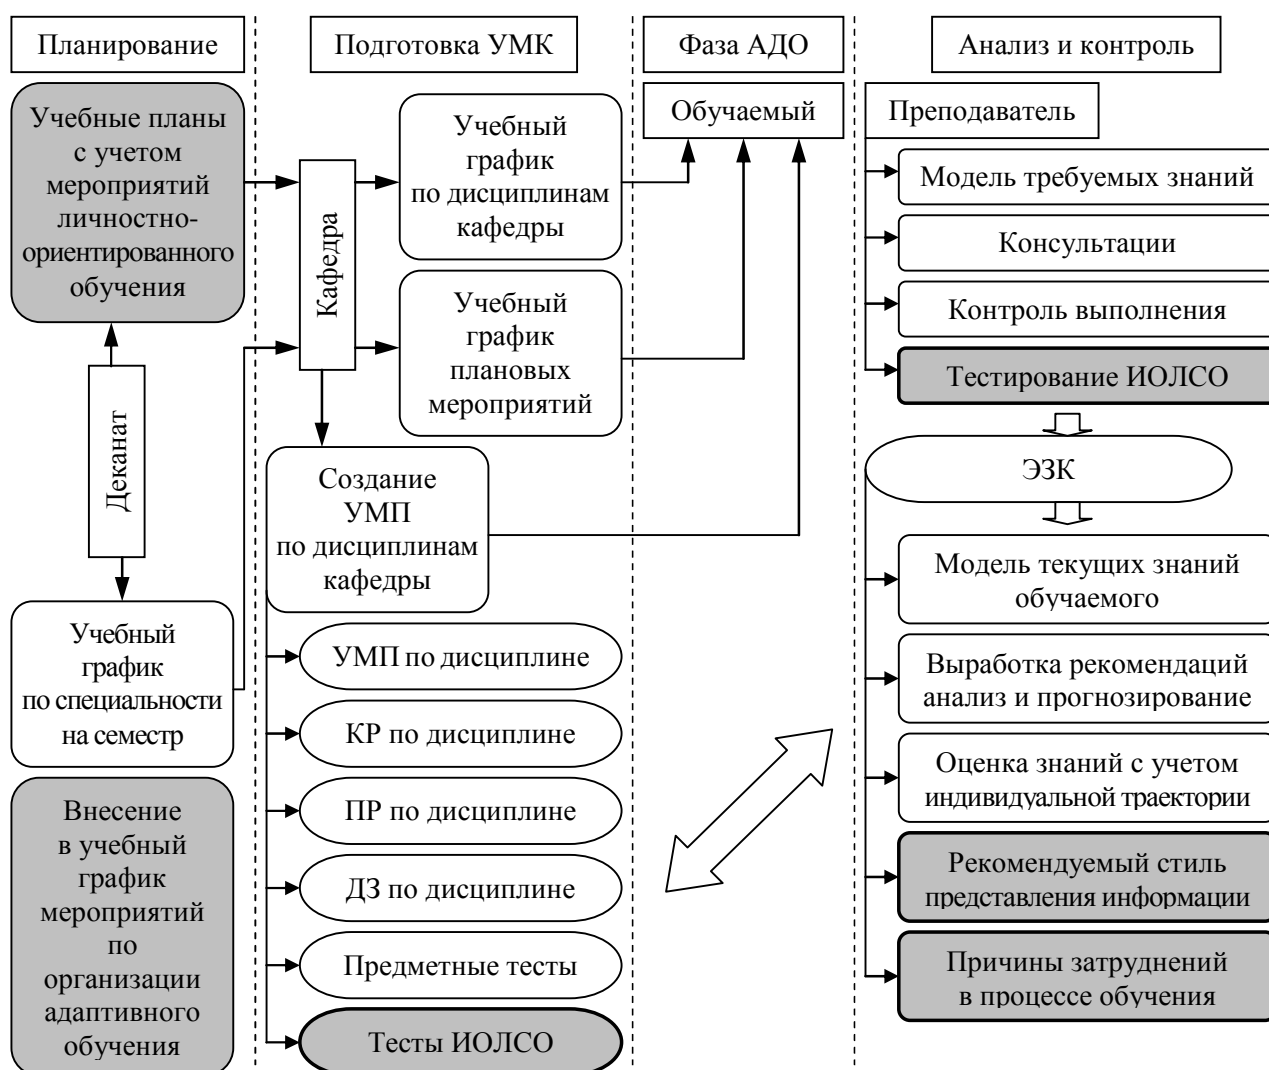 Планирование
Учебные планы
с учетом
мероприятий
личностно-
ориентированного
обучения
Деканат
Учебный
график
по специальности
на семестр
Внесение
в учебный
график
мероприятий
по
организации
адаптивного
обучения
Подготовка УМК
Кафедра
Учебный
график
по дисциплинам
кафедры
Учебный
график
плановых
мероприятий
Создание
УМП
по дисциплинам
кафедры
УМП по дисциплине
КР по дисциплине
ПР по дисциплине
ДЗ по дисциплине
Предметные тесты
Тесты ИОЛСО
Фаза АДО
Обучаемый
Анализ и контроль
Преподаватель
Модель требуемых знаний
Консультации
Контроль выполнения
Тестирование ИОЛСО
ЭЗК
Модель текущих знаний
обучаемого
Выработка рекомендаций
анализ и прогнозирование
Оценка знаний с учетом
индивидуальной траектории
Рекомендуемый стиль
представления информации
Причины затруднений
в процессе обучения